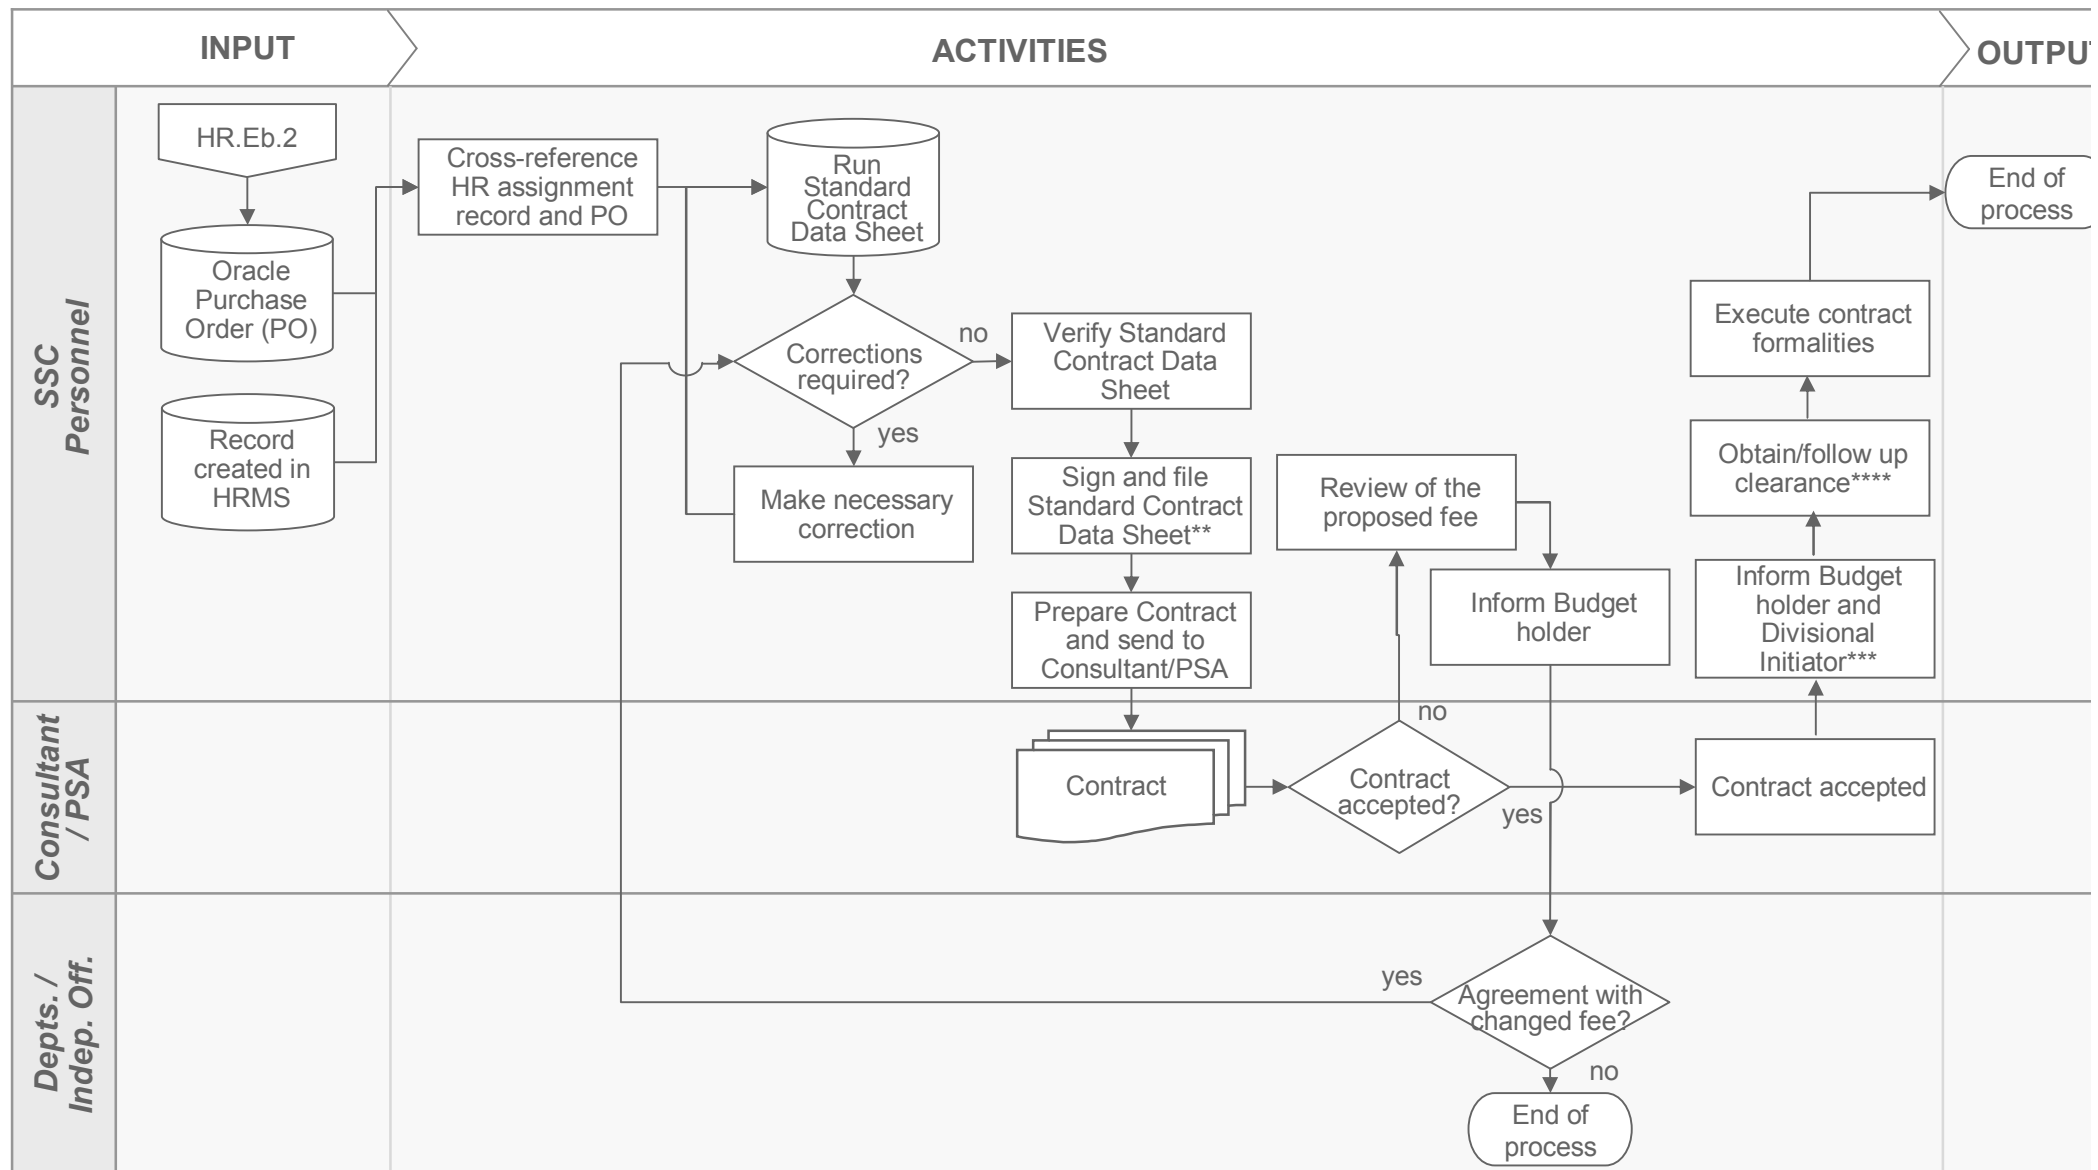 INPUT
ACTIVITIES
OUTPUT
SSC
Personnel
HR.Eb.2
Oracle
Purchase
Order (PO)
Record
created in
HRMS
Cross-reference
HR assignment
record and PO
Run
Standard
Contract
Data Sheet
Corrections
required?
no
yes
Make necessary
correction
Verify Standard
Contract Data
Sheet
Sign and file
Standard Contract
Data Sheet**
Prepare Contract
and send to
Consultant/PSA
Review of the
proposed fee
Inform Budget
holder
Execute contract
formalities
Obtain/follow up
clearance****
Inform Budget
holder and
Divisional
Initiator***
End of
process
Consultant
/ PSA
Contract
Contract
accepted?
no
yes
Contract accepted
Depts. /
Indep. Off.
yes
Agreement with
changed fee?
no
End of
process